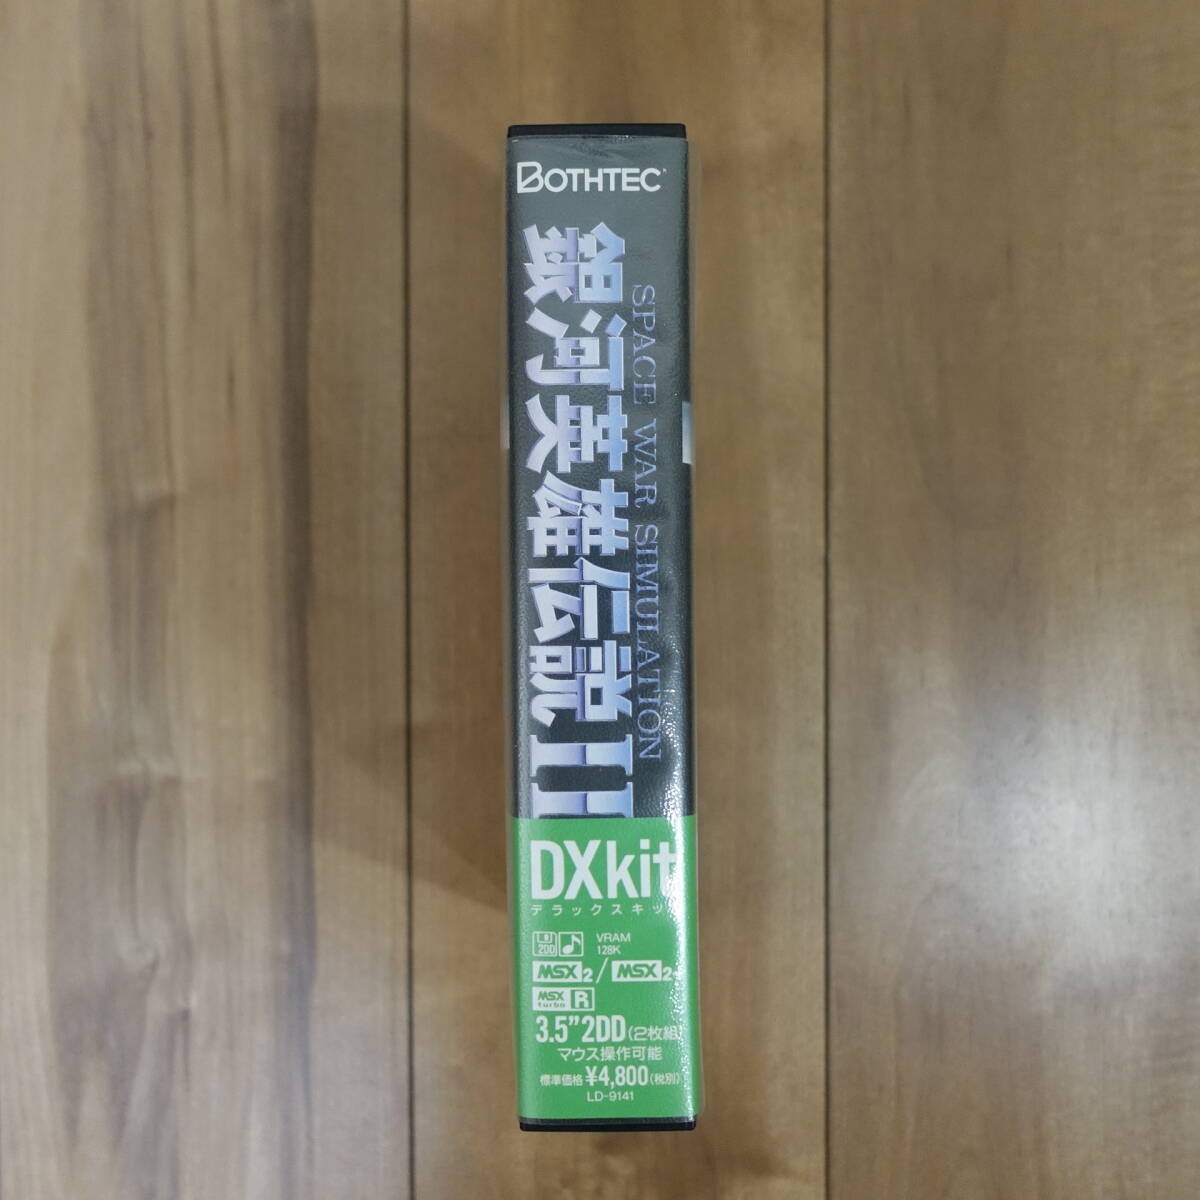 BOTHTEC
銀河英雄伝説II
SPACE WAR SIMULATION
DXkit
デラックスキッ
2DD
VRAM
128K
MSX2/MSX2+
MSX turbo R
3.5"2DD(2枚組)
マウス操作可能
標準価格¥4,800(税別)
LD-9141